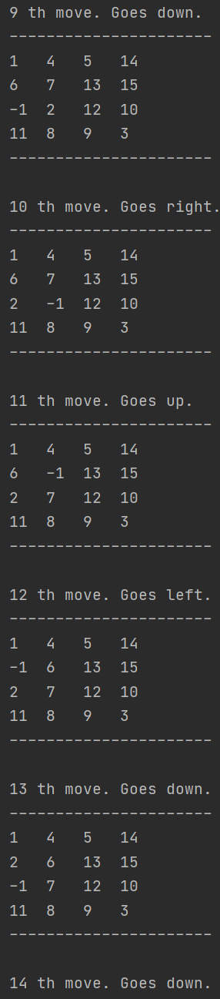 9 th move. Goes down.
----------------------
1 4 5 14
6 7 13 15
-1 2 12 10
11 8 9 3
----------------------
10 th move. Goes right.
----------------------
1 4 5 14
6 7 13 15
2 -1 12 10
11 8 9 3
----------------------
11 th move. Goes up.
----------------------
1 4 5 14
6 -1 13 15
2 7 12 10
11 8 9 3
----------------------
12 th move. Goes left.
----------------------
1 4 5 14
-1 6 13 15
2 7 12 10
11 8 9 3
----------------------
13 th move. Goes down.
----------------------
1 4 5 14
2 6 13 15
-1 7 12 10
11 8 9 3
----------------------
14 th move. Goes down.